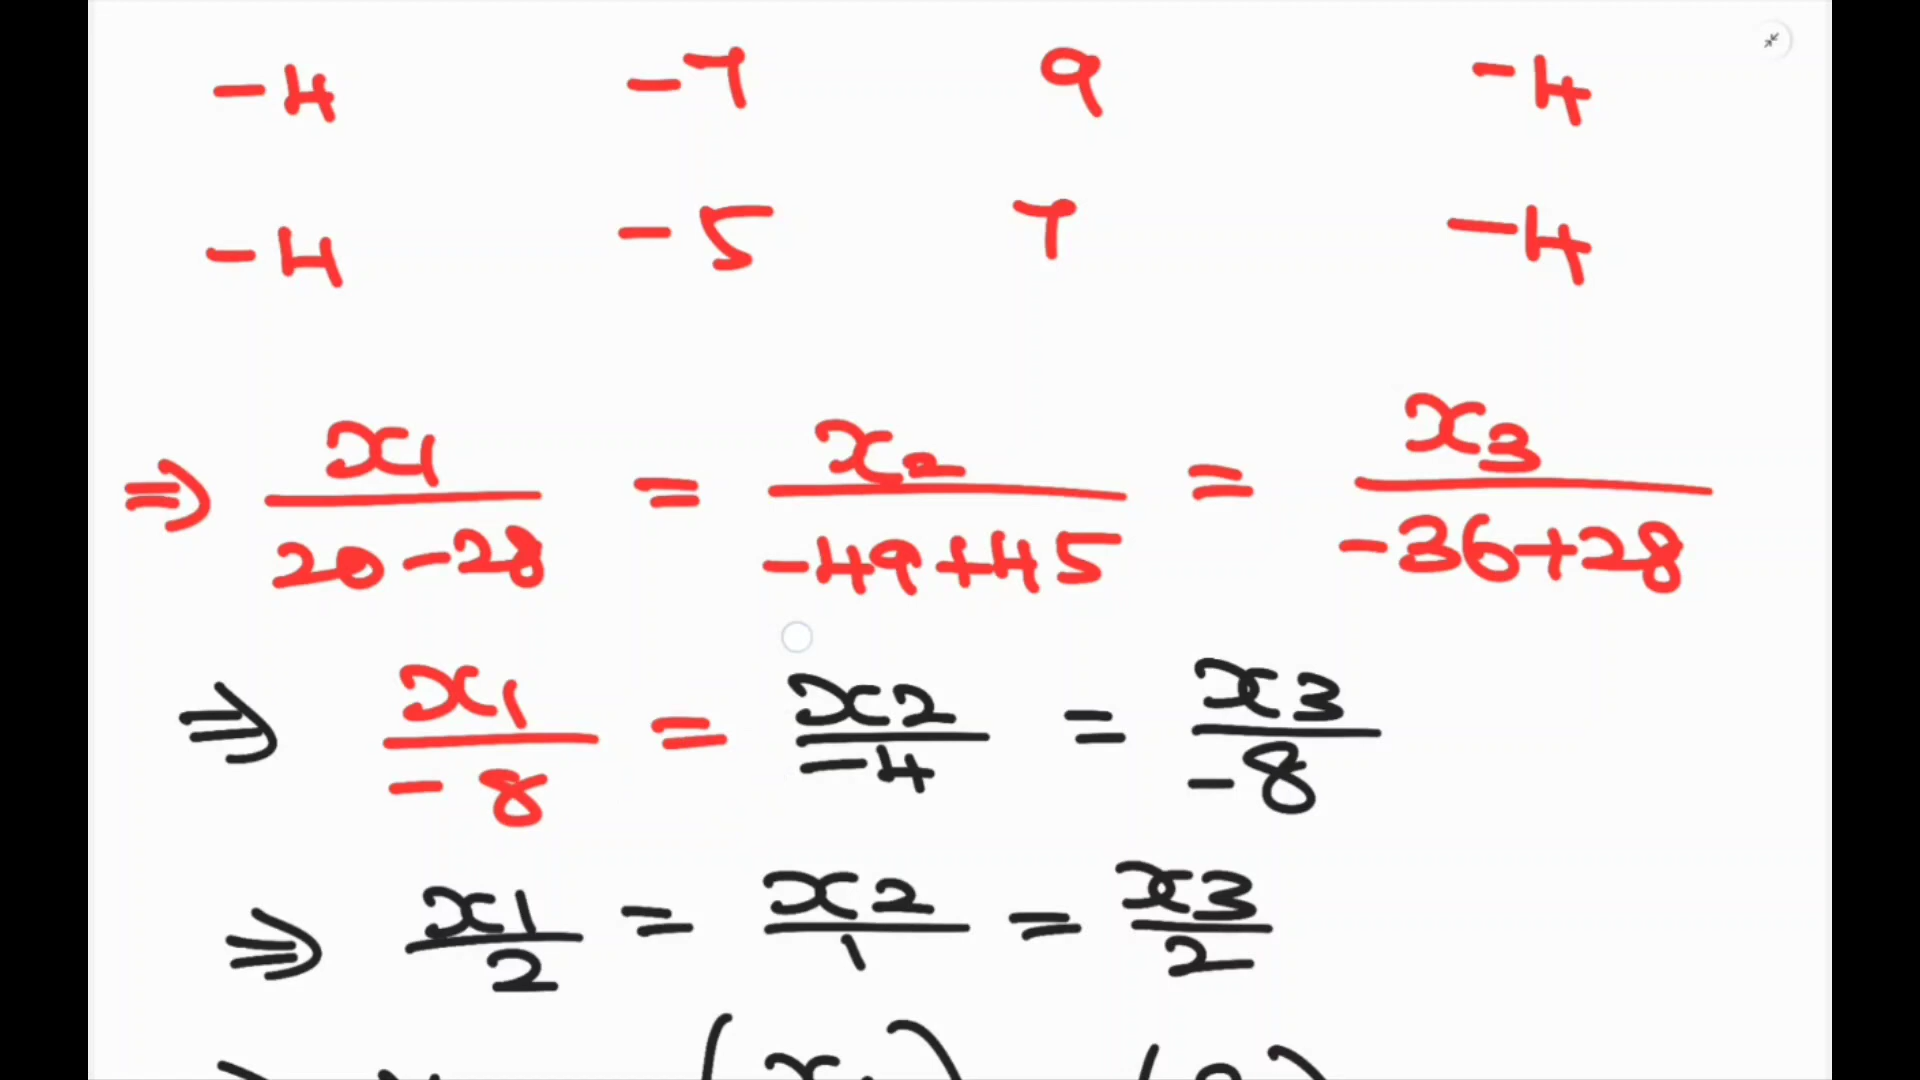 -4 -7 9 -4
-4 -5 7 -4
⇒ x1/(20-28) = x2/(-49+45) = x3/(-36+28)
⇒ x1/-8 = x2/-4 = x3/-8
⇒ x1/2 = x2/1 = x3/2